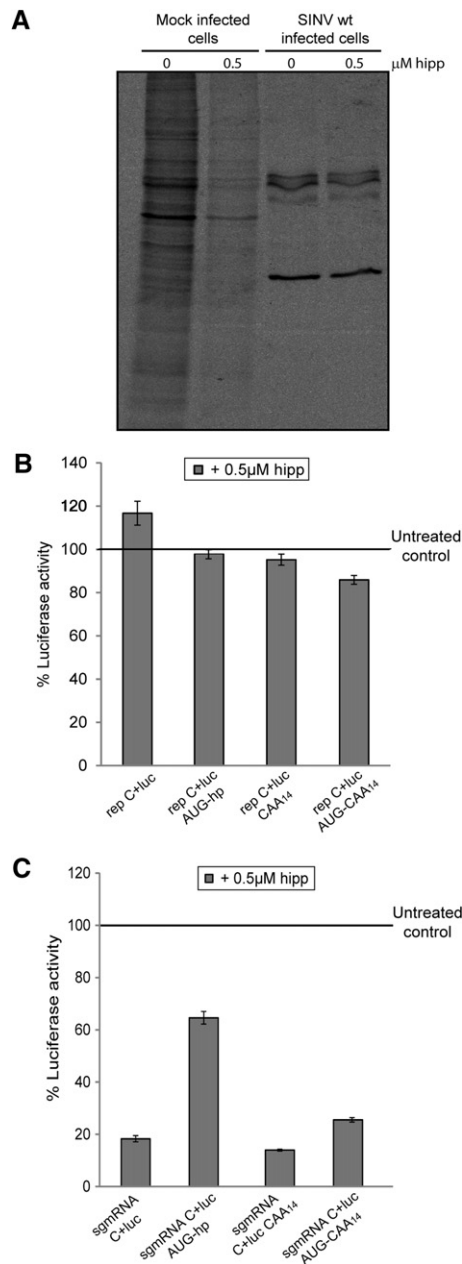 A
Mock infected cells
SINV wt infected cells
0 0.5 0 0.5 μM hipp
B
140
120
100
80
60
40
20
0
% Luciferase activity
+ 0.5μM hipp
Untreated control
rep C+luc
rep C+luc AUG-hp
rep C+luc CAA₁₄
rep C+luc AUG-CAA₁₄
C
120
100
80
60
40
20
0
% Luciferase activity
+ 0.5μM hipp
Untreated control
sgmRNA C+luc
sgmRNA C+luc AUG-hp
sgmRNA C+luc CAA₁₄
sgmRNA C+luc AUG-CAA₁₄